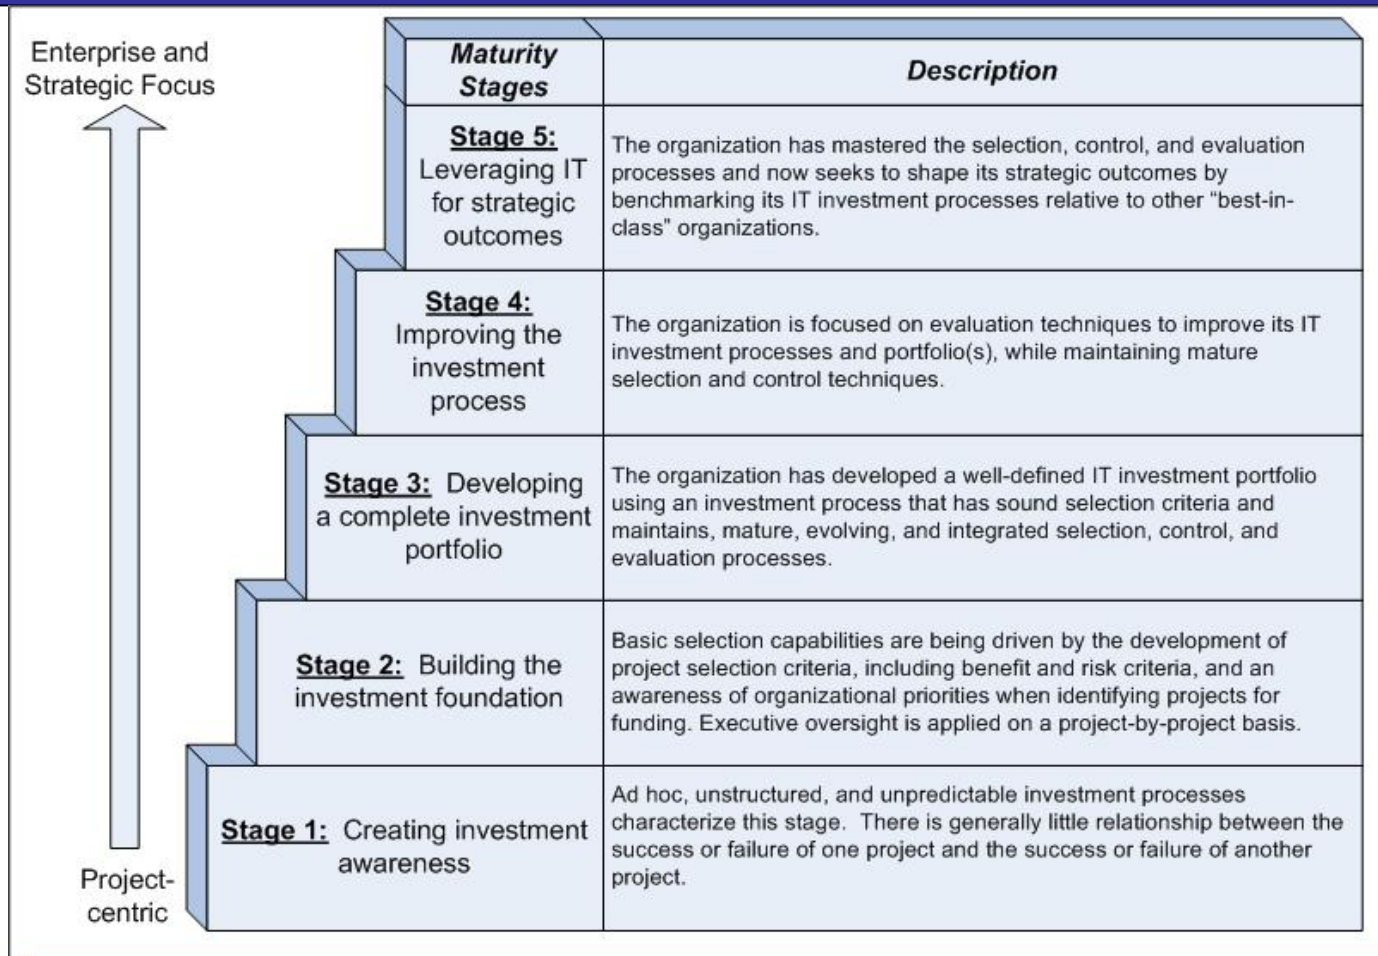 Enterprise and
Strategic Focus
Maturity
Stages
Description
Stage 5:
Leveraging IT
for strategic
outcomes
The organization has mastered the selection, control, and evaluation
processes and now seeks to shape its strategic outcomes by
benchmarking its IT investment processes relative to other “best-in-
class” organizations.
Stage 4:
Improving the
investment
process
The organization is focused on evaluation techniques to improve its IT
investment processes and portfolio(s), while maintaining mature
selection and control techniques.
Stage 3:  Developing
a complete investment
portfolio
The organization has developed a well-defined IT investment portfolio
using an investment process that has sound selection criteria and
maintains, mature, evolving, and integrated selection, control, and
evaluation processes.
Stage 2:  Building the
investment foundation
Basic selection capabilities are being driven by the development of
project selection criteria, including benefit and risk criteria, and an
awareness of organizational priorities when identifying projects for
funding. Executive oversight is applied on a project-by-project basis.
Stage 1:  Creating investment
awareness
Ad hoc, unstructured, and unpredictable investment processes
characterize this stage.  There is generally little relationship between the
success or failure of one project and the success or failure of another
project.
Project-
centric